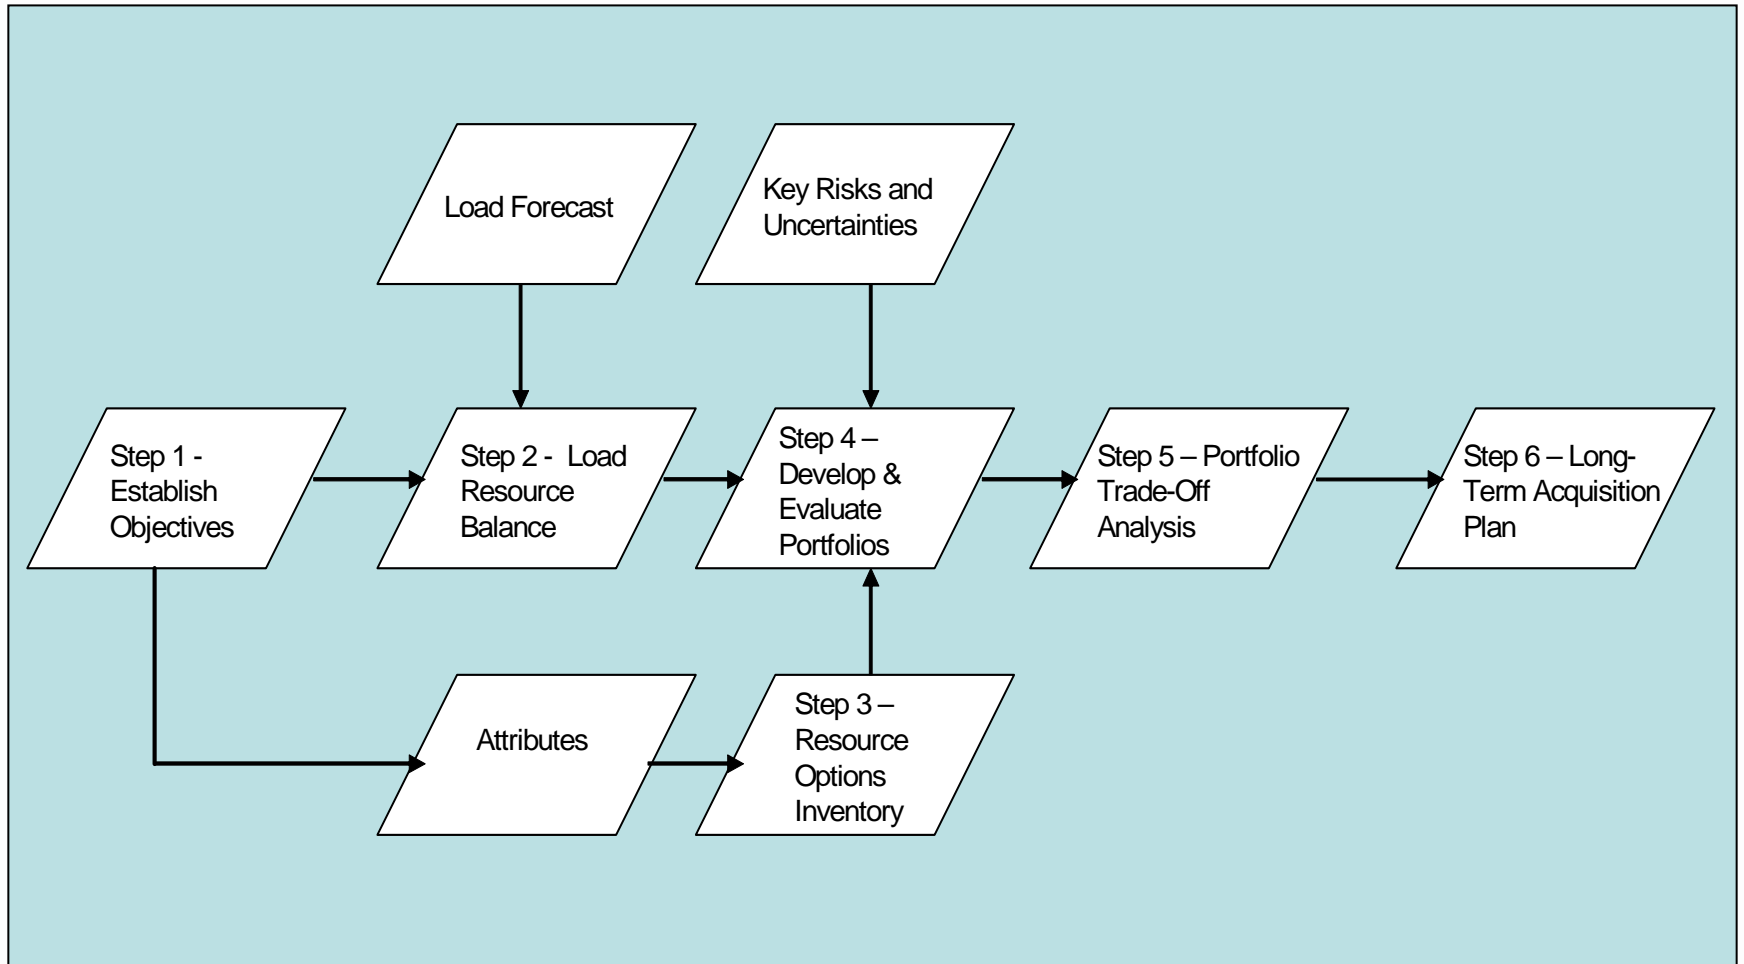 Load Forecast
Key Risks and
Uncertainties
Step 1 -
Establish
Objectives
Step 2 -  Load
Resource
Balance
Step 4 –
Develop &
Evaluate
Portfolios
Step 5 – Portfolio
Trade-Off
Analysis
Step 6 – Long-
Term Acquisition
Plan
Attributes
Step 3 –
Resource
Options
Inventory